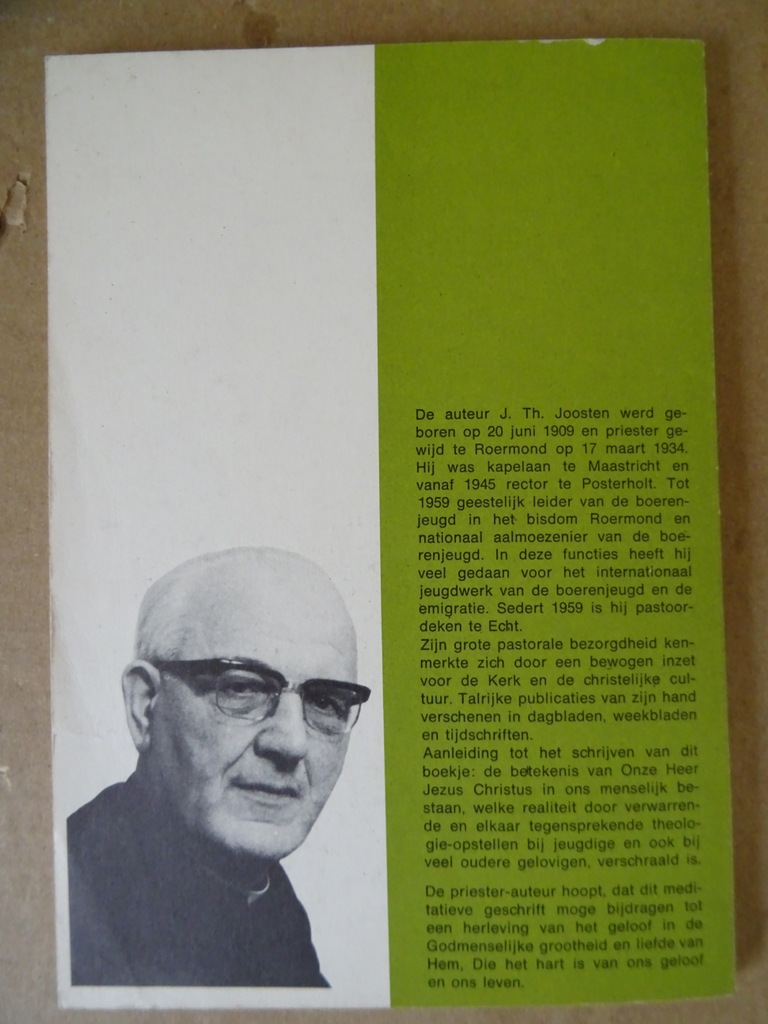 De auteur J. Th. Joosten werd ge-
boren op 20 juni 1909 en priester ge-
wijd te Roermond op 17 maart 1934.
Hij was kapelaan te Maastricht en
vanaf 1945 rector te Posterholt. Tot
1959 geestelijk leider van de boeren-
jeugd in het bisdom Roermond en
nationaal aalmoezenier van de boe-
renjeugd. In deze functies heeft hij
veel gedaan voor het internationaal
jeugdwerk van de boerenjeugd en de
emigratie. Sedert 1959 is hij pastoor-
deken te Echt.
Zijn grote pastorale bezorgdheid ken-
merkte zich door een bewogen inzet
voor de Kerk en de christelijke cul-
tuur. Talrijke publicaties van zijn hand
verschenen in dagbladen, weekbladen
en tijdschriften.
Aanleiding tot het schrijven van dit
boekje: de betekenis van Onze Heer
Jezus Christus in ons menselijk be-
staan, welke realiteit door verwarren-
de en elkaar tegensprekende theolo-
gie-opstellen bij jeugdige en ook bij
veel oudere gelovigen, verschraald is.
De priester-auteur hoopt, dat dit medi-
tatieve geschrift moge bijdragen tot
een herleving van het geloof in de
Godmenselijke grootheid en liefde van
Hem, Die het hart is van ons geloof
en ons leven.